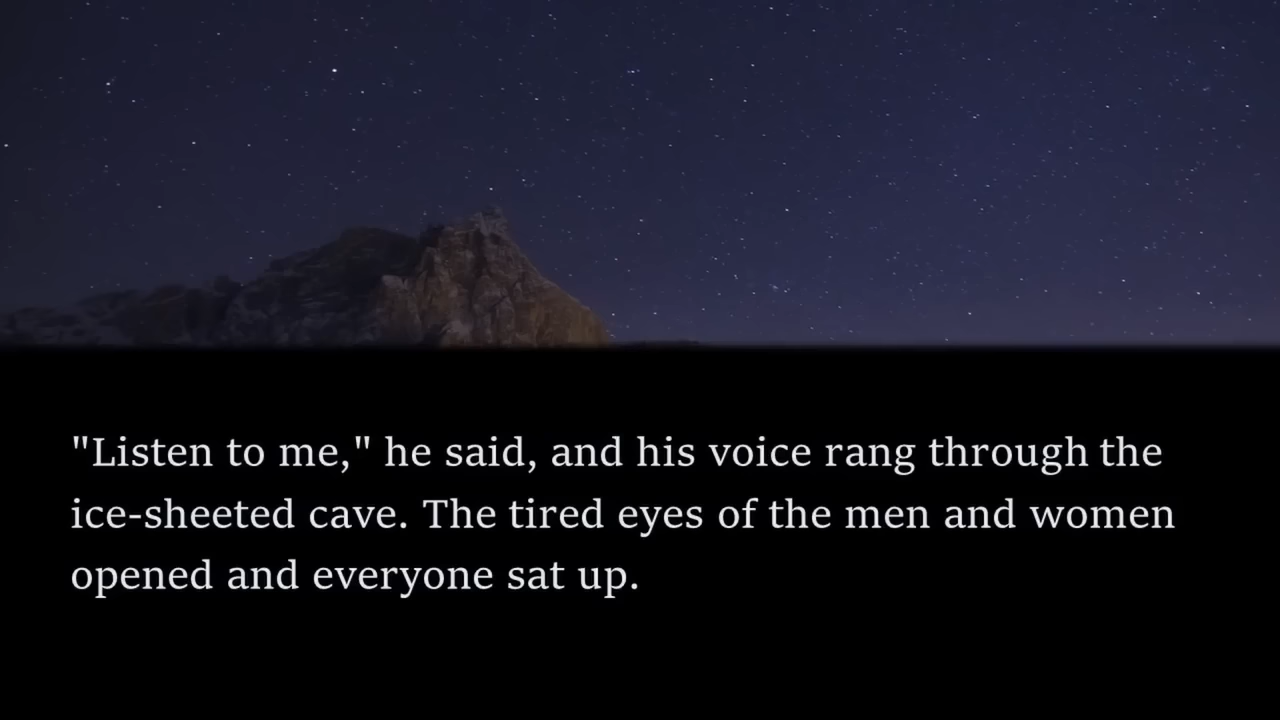 "Listen to me," he said, and his voice rang through the
ice-sheeted cave. The tired eyes of the men and women
opened and everyone sat up.